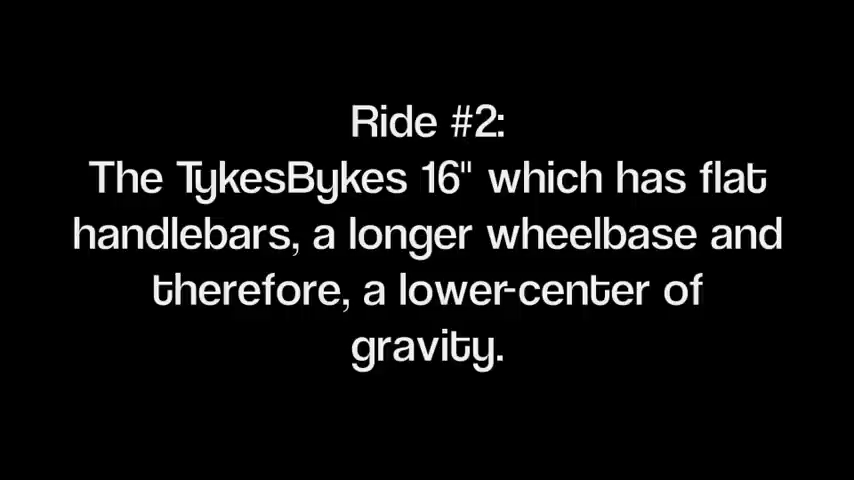 Ride #2:
The TykesBykes 16" which has flat
handlebars, a longer wheelbase and
therefore, a lower-center of
gravity.